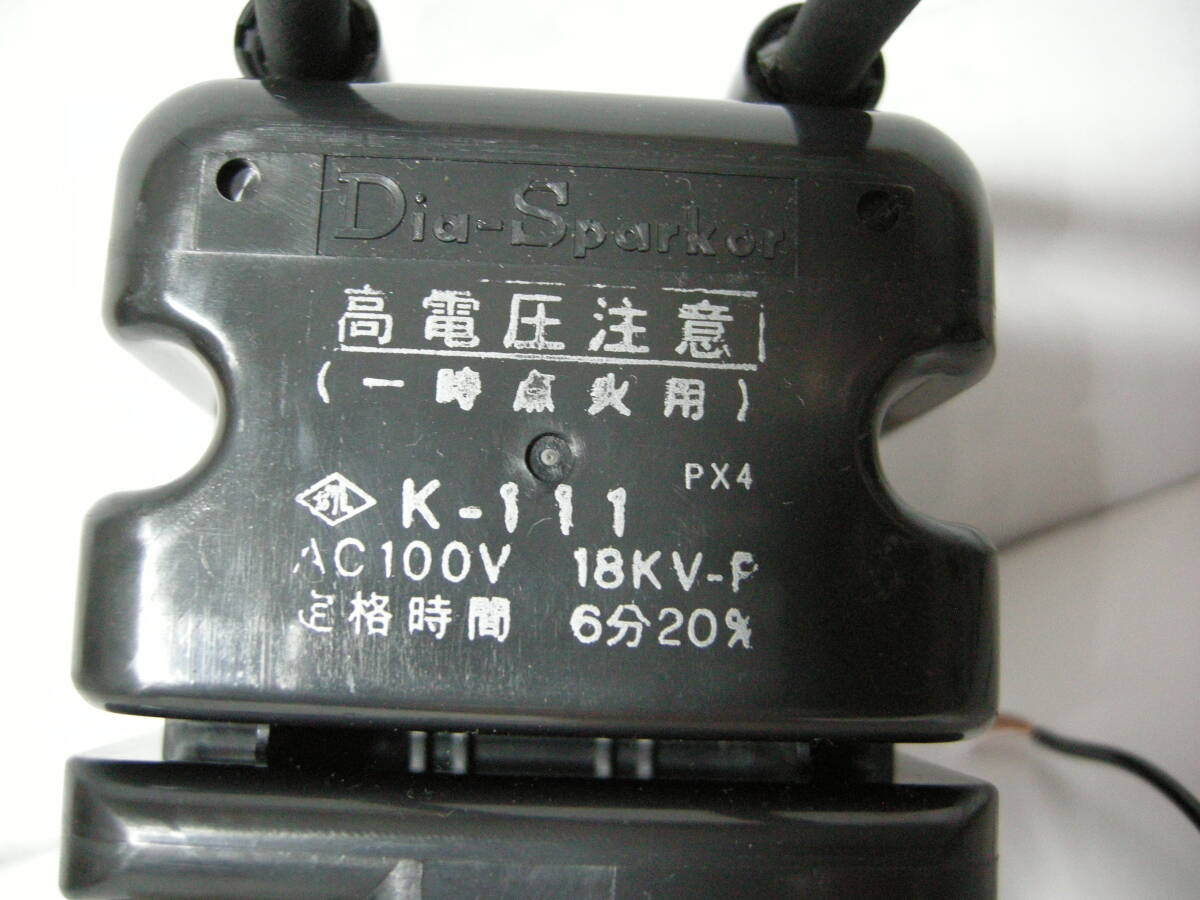 Dia-Sparkor
高電圧注意
(一時点火用)
PX4
K-111
AC100V 18KV-P
定格時間 6分20%